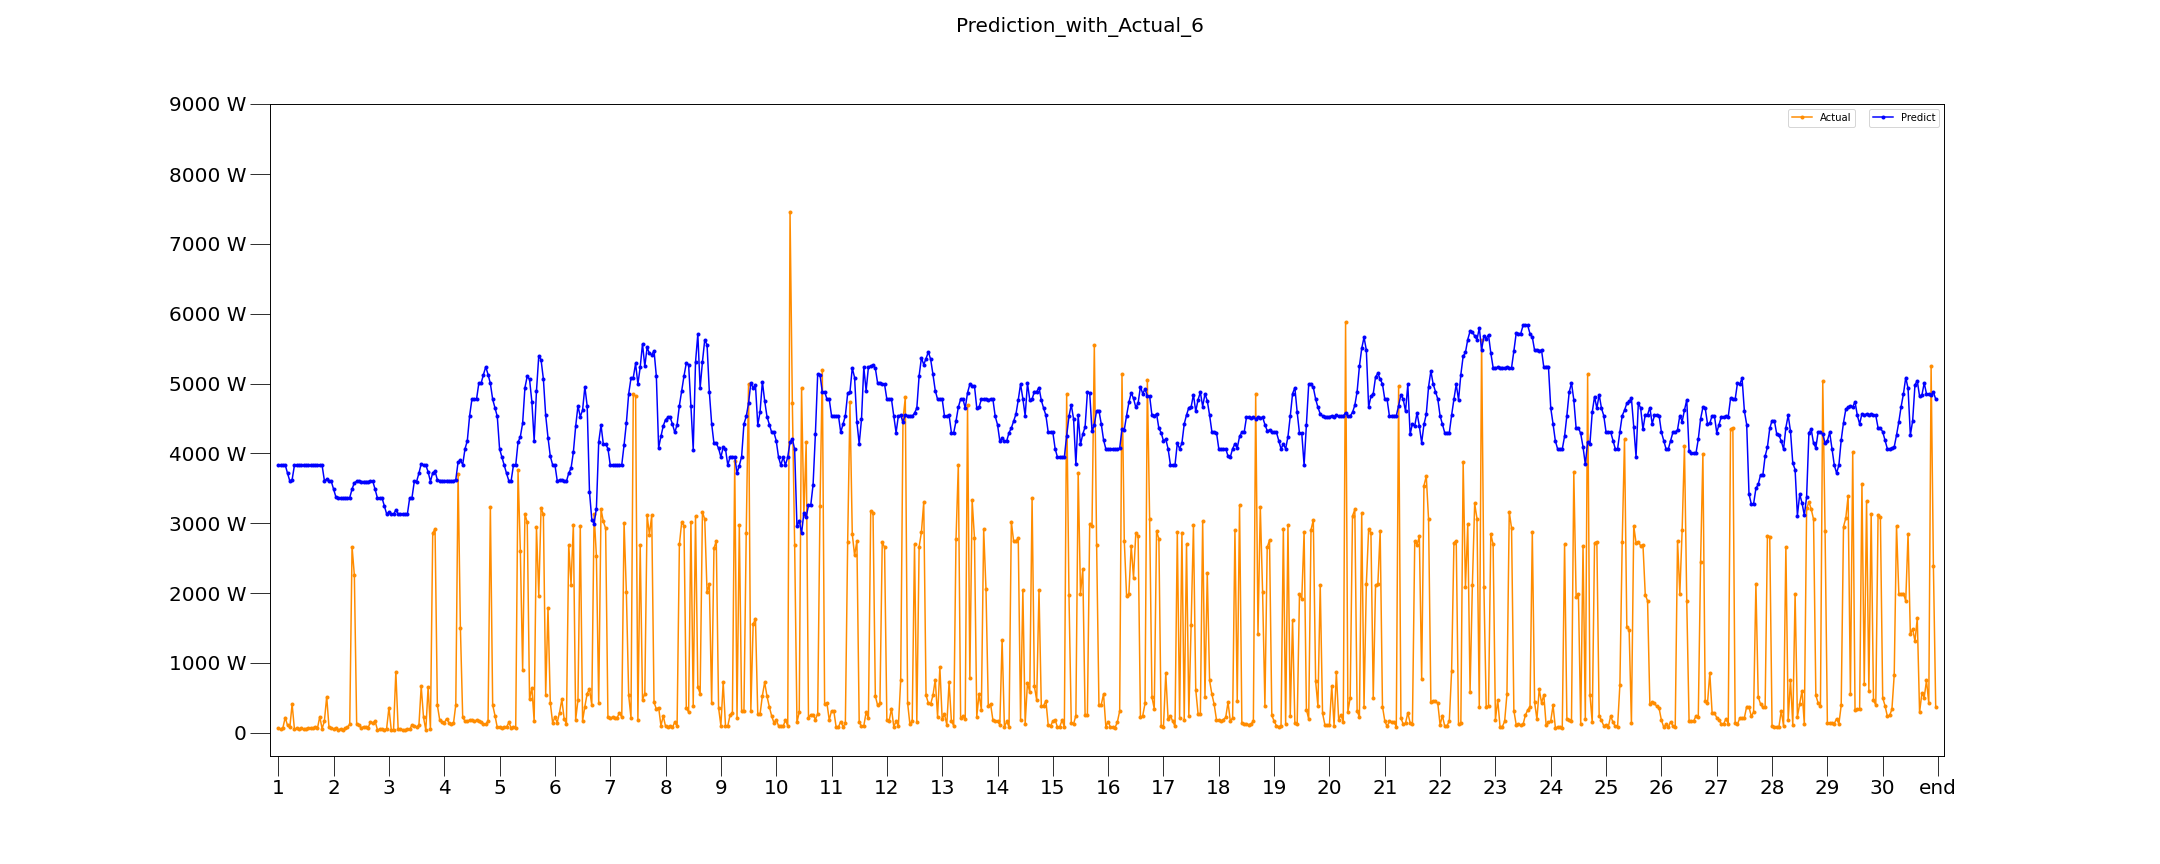 Prediction_with_Actual_6
9000 W
8000 W
7000 W
6000 W
5000 W
4000 W
3000 W
2000 W
1000 W
0
Actual Predict
1 2 3 4 5 6 7 8 9 10 11 12 13 14 15 16 17 18 19 20 21 22 23 24 25 26 27 28 29 30 end